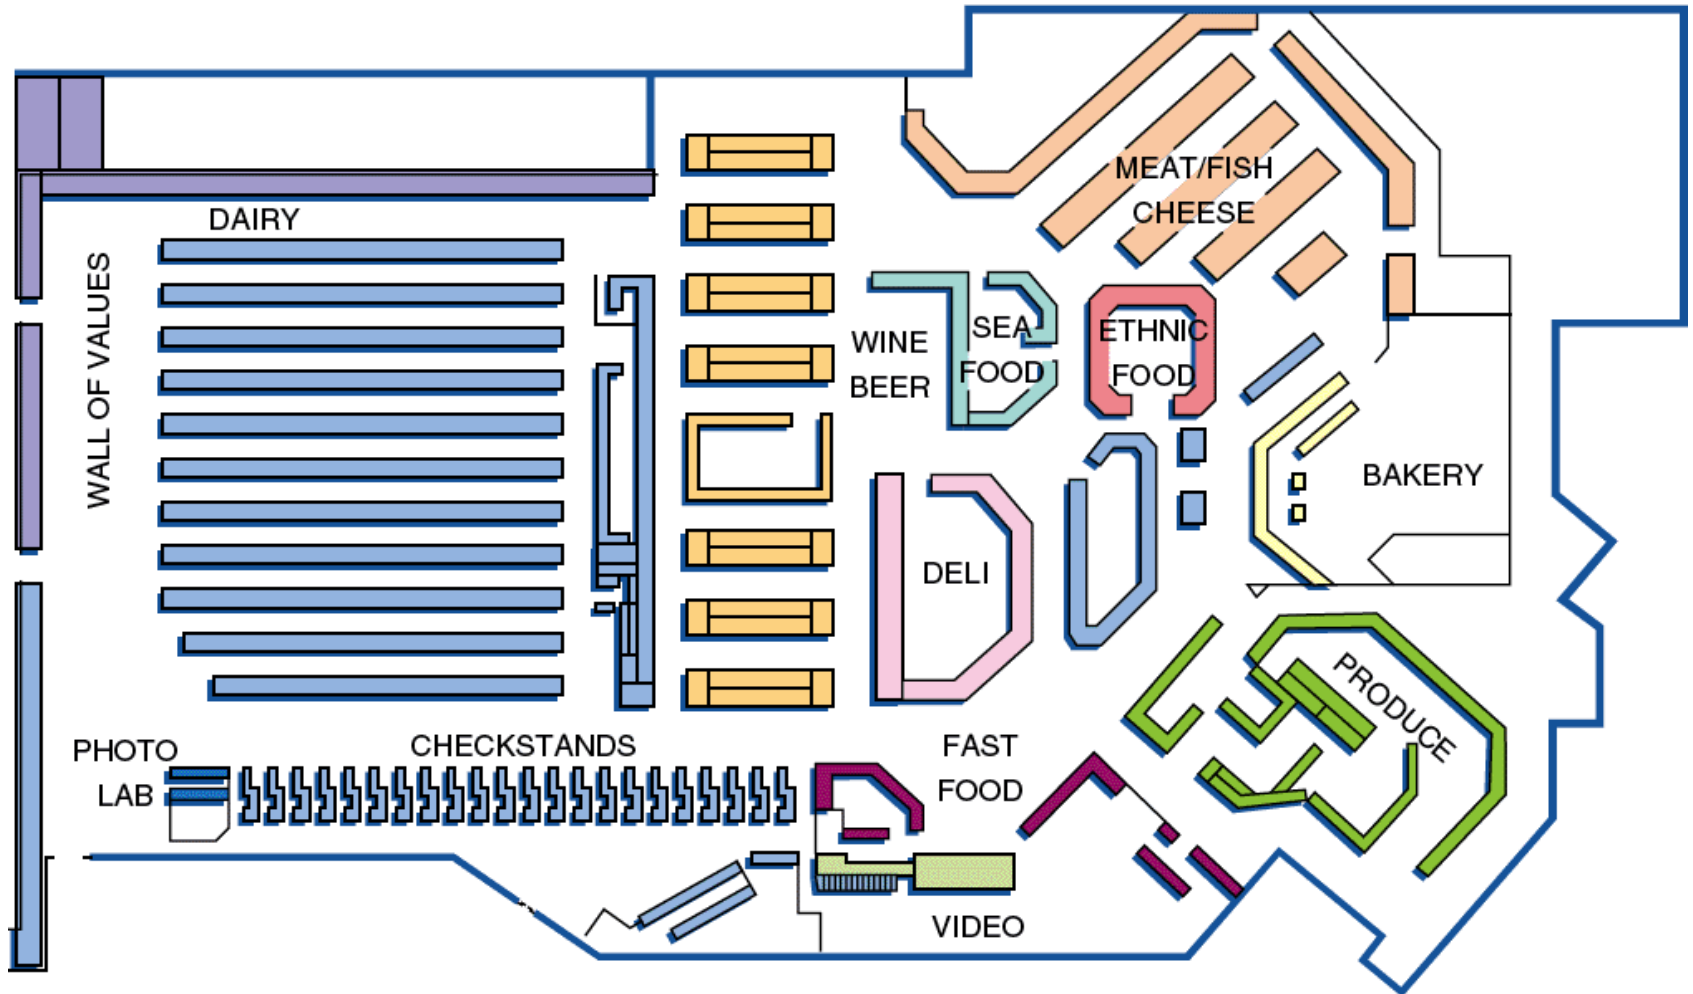 MEAT/FISH
CHEESE
DAIRY
WALL OF VALUES
WINE
BEER
SEA
FOOD
ETHNIC
FOOD
BAKERY
DELI
PRODUCE
PHOTO
LAB
CHECKSTANDS
FAST
FOOD
VIDEO